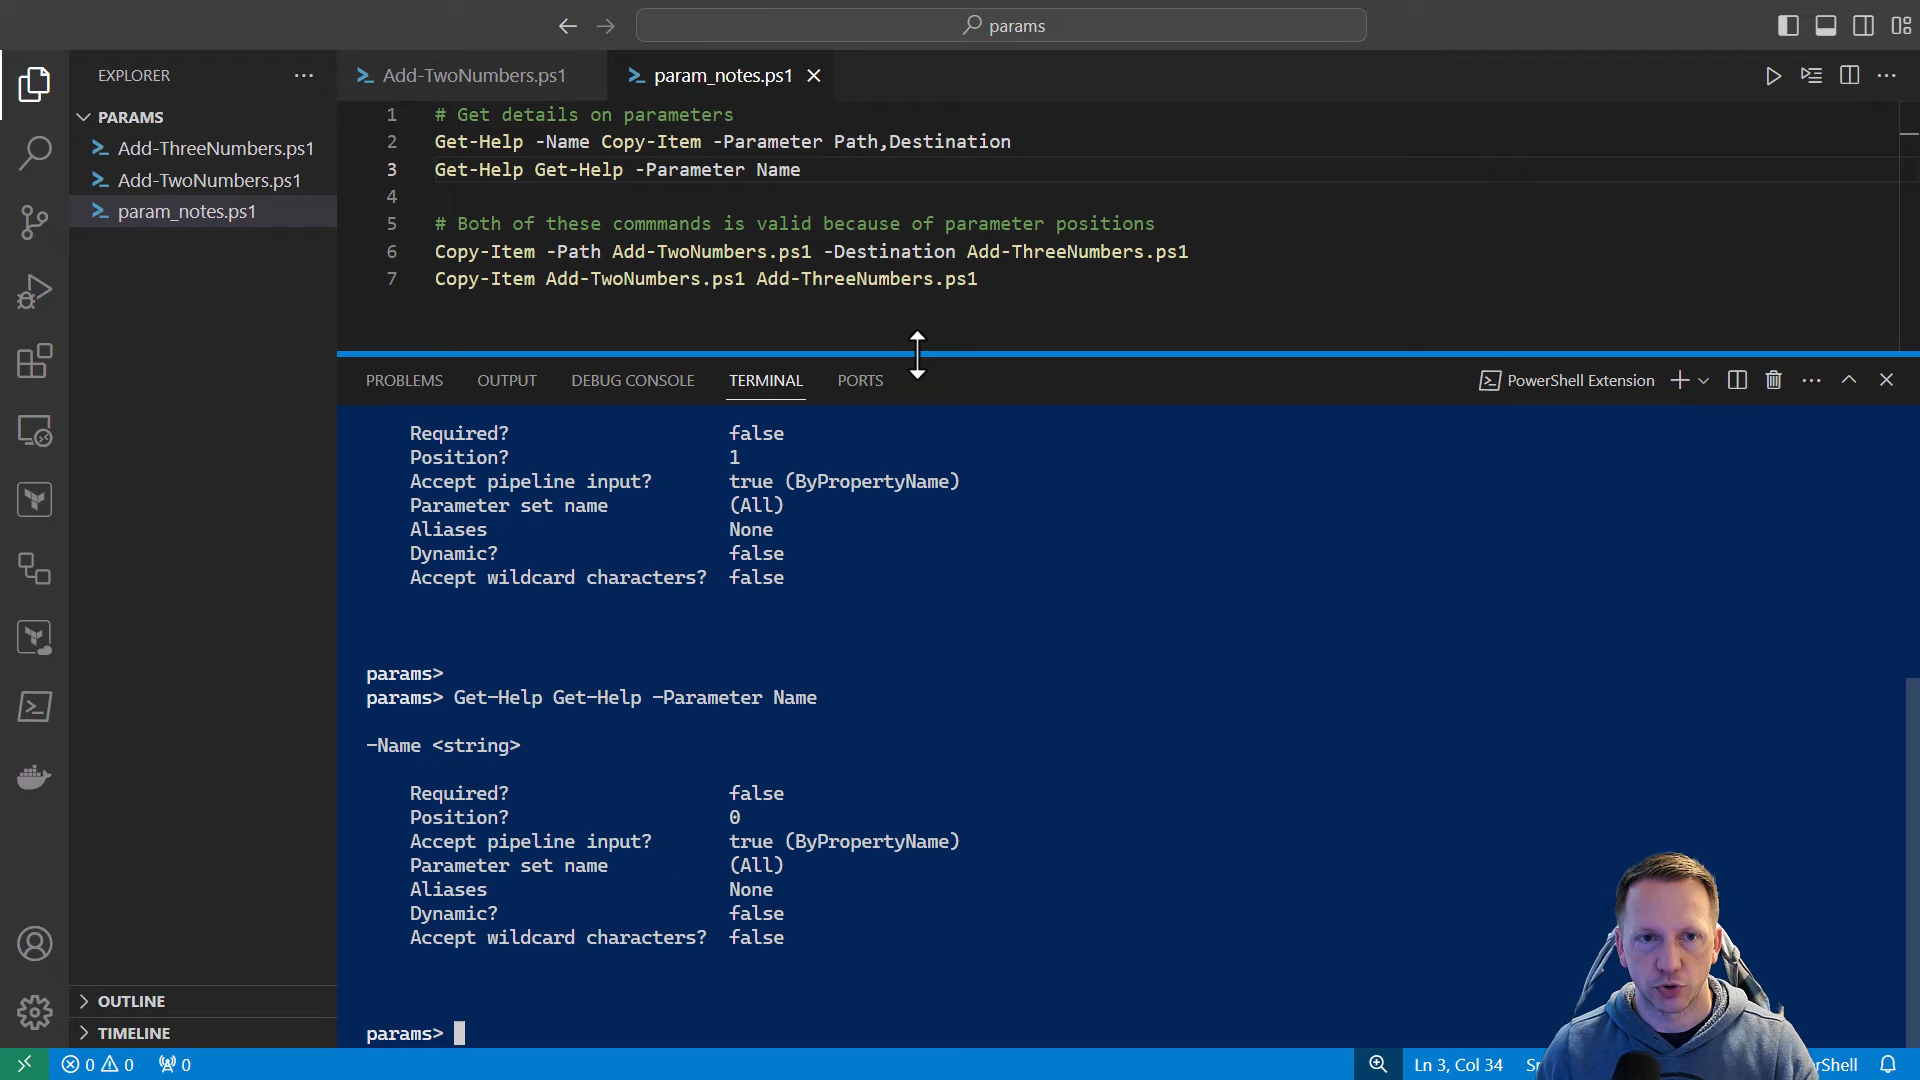 params
EXPLORER
PARAMS
Add-ThreeNumbers.ps1
Add-TwoNumbers.ps1
param_notes.ps1
Add-TwoNumbers.ps1
param_notes.ps1
1 # Get details on parameters
2 Get-Help -Name Copy-Item -Parameter Path,Destination
3 Get-Help Get-Help -Parameter Name
4
5 # Both of these commmands is valid because of parameter positions
6 Copy-Item -Path Add-TwoNumbers.ps1 -Destination Add-ThreeNumbers.ps1
7 Copy-Item Add-TwoNumbers.ps1 Add-ThreeNumbers.ps1
PROBLEMS OUTPUT DEBUG CONSOLE TERMINAL PORTS PowerShell Extension
Required? false
Position? 1
Accept pipeline input? true (ByPropertyName)
Parameter set name (All)
Aliases None
Dynamic? false
Accept wildcard characters? false
params>
params> Get-Help Get-Help -Parameter Name
-Name <string>
Required? false
Position? 0
Accept pipeline input? true (ByPropertyName)
Parameter set name (All)
Aliases None
Dynamic? false
Accept wildcard characters? false
params>
OUTLINE
TIMELINE
0 0 0 Ln 3, Col 34